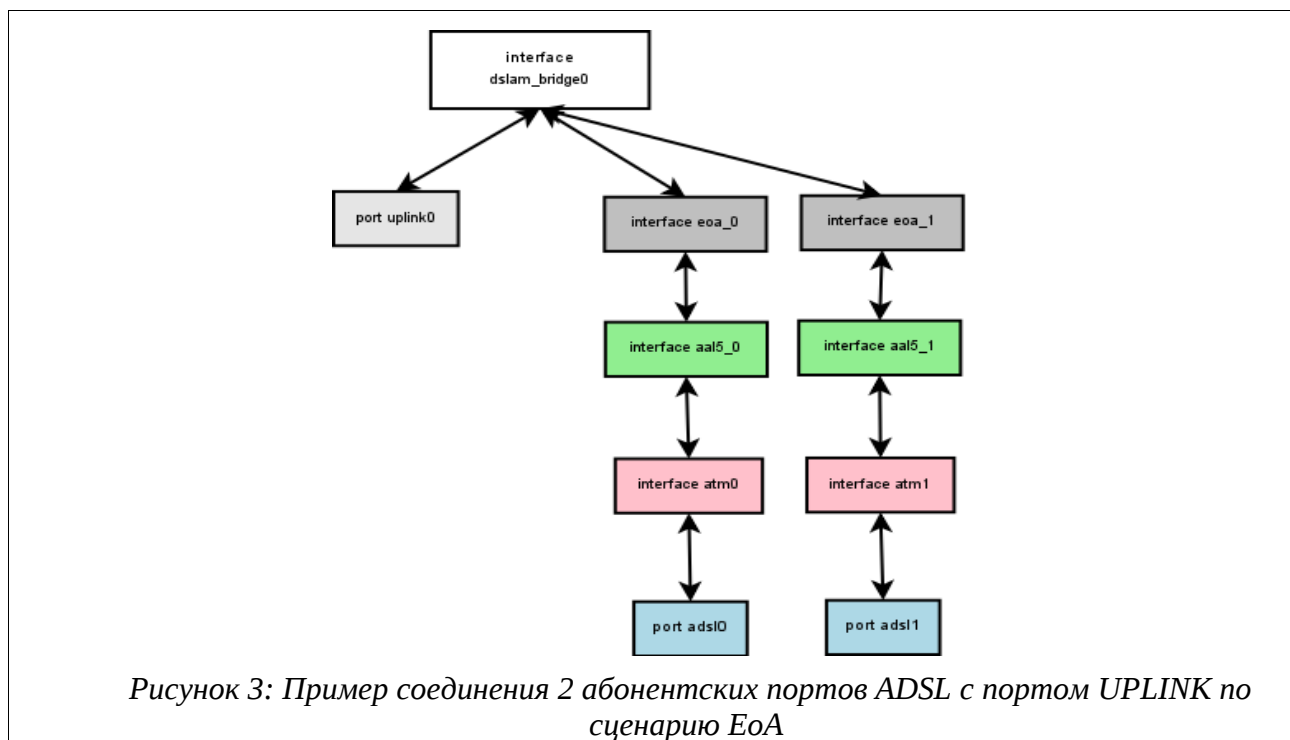 interface
dslam_bridge0
port uplink0
interface eoa_0
interface eoa_1
interface aal5_0
interface aal5_1
interface atm0
interface atm1
port adsl0
port adsl1
Рисунок 3: Пример соединения 2 абонентских портов ADSL с портом UPLINK по
сценарию EoA